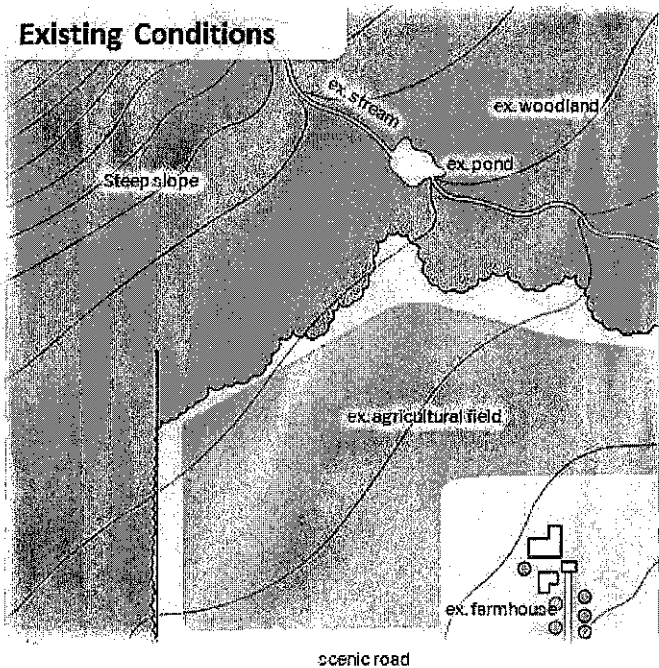 Existing Conditions
ex. stream
ex. woodland
ex. pond
Steep slope
ex. agricultural field
ex. farmhouse
scenic road